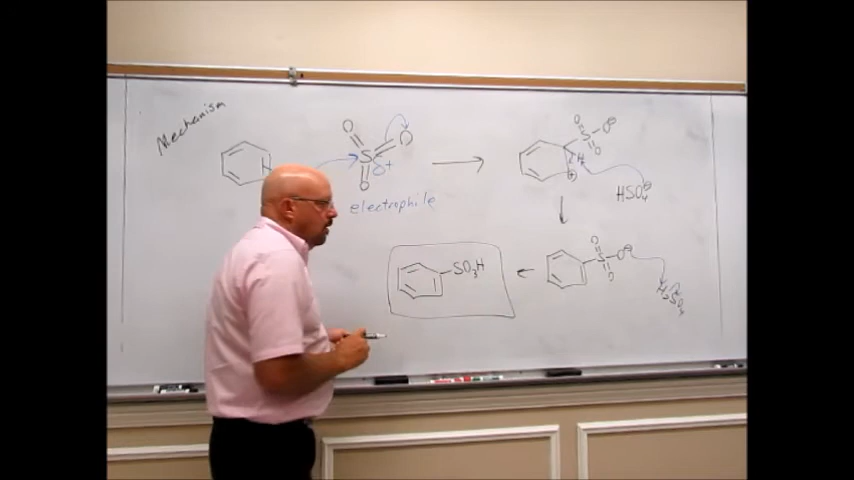 Mechanism
H
O
O
S
O
δ+
electrophile
O
S
O⊖
O
H
⊕
HSO₄⊖
O
S
O⊖
O
H₂SO₄
SO₃H